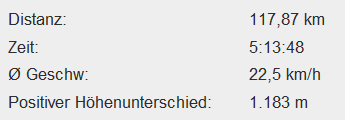 Distanz: 117,87 km
Zeit: 5:13:48
Ø Geschw: 22,5 km/h
Positiver Höhenunterschied: 1.183 m